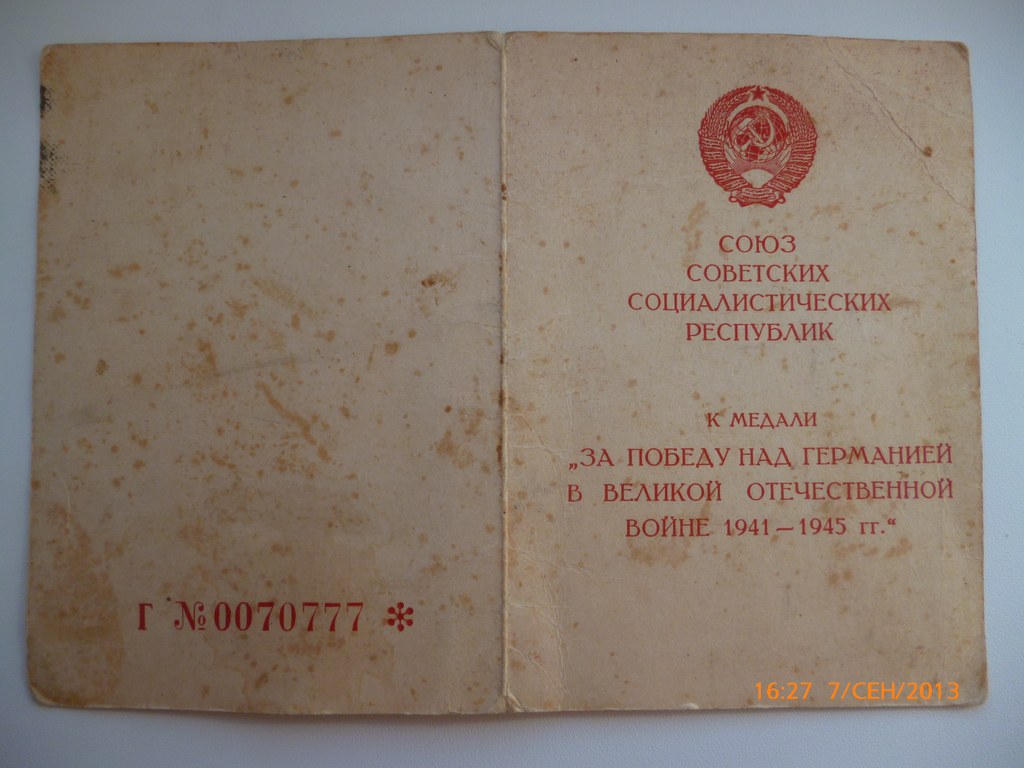 Г №0070777 *
СОЮЗ
СОВЕТСКИХ
СОЦИАЛИСТИЧЕСКИХ
РЕСПУБЛИК
К МЕДАЛИ
„ЗА ПОБЕДУ НАД ГЕРМАНИЕЙ
В ВЕЛИКОЙ ОТЕЧЕСТВЕННОЙ
ВОЙНЕ 1941—1945 гг.“
16:27 7/СЕН/2013